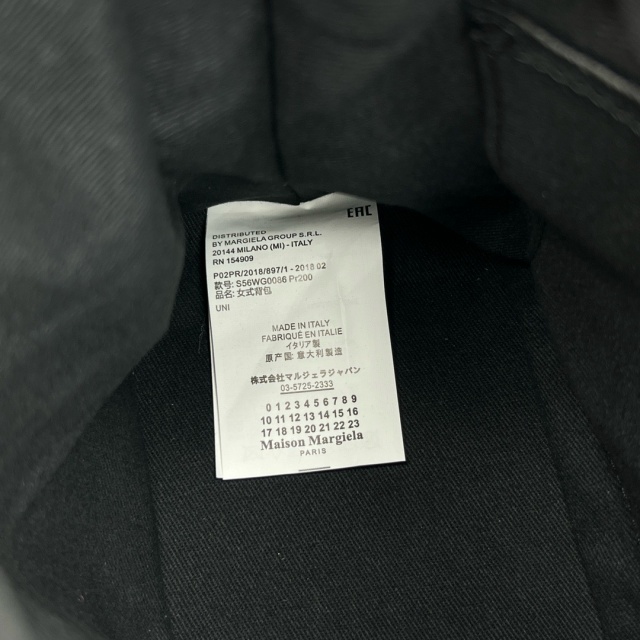 EAC
DISTRIBUTED
BY MARGIELA GROUP S.R.L.
20144 MILANO (MI) - ITALY
RN 154909
P02PR/2018/897/1 - 2018 02
款号: S56WG0086 Pr200
品名: 女式背包
UNI
MADE IN ITALY
FABRIQUÉ EN ITALIE
イタリア製
原产国: 意大利製造
株式会社マルジェラジャパン
03-5725-2333
0 1 2 3 4 5 6 7 8 9
10 11 12 13 14 15 16
17 18 19 20 21 22 23
Maison Margiela
PARIS